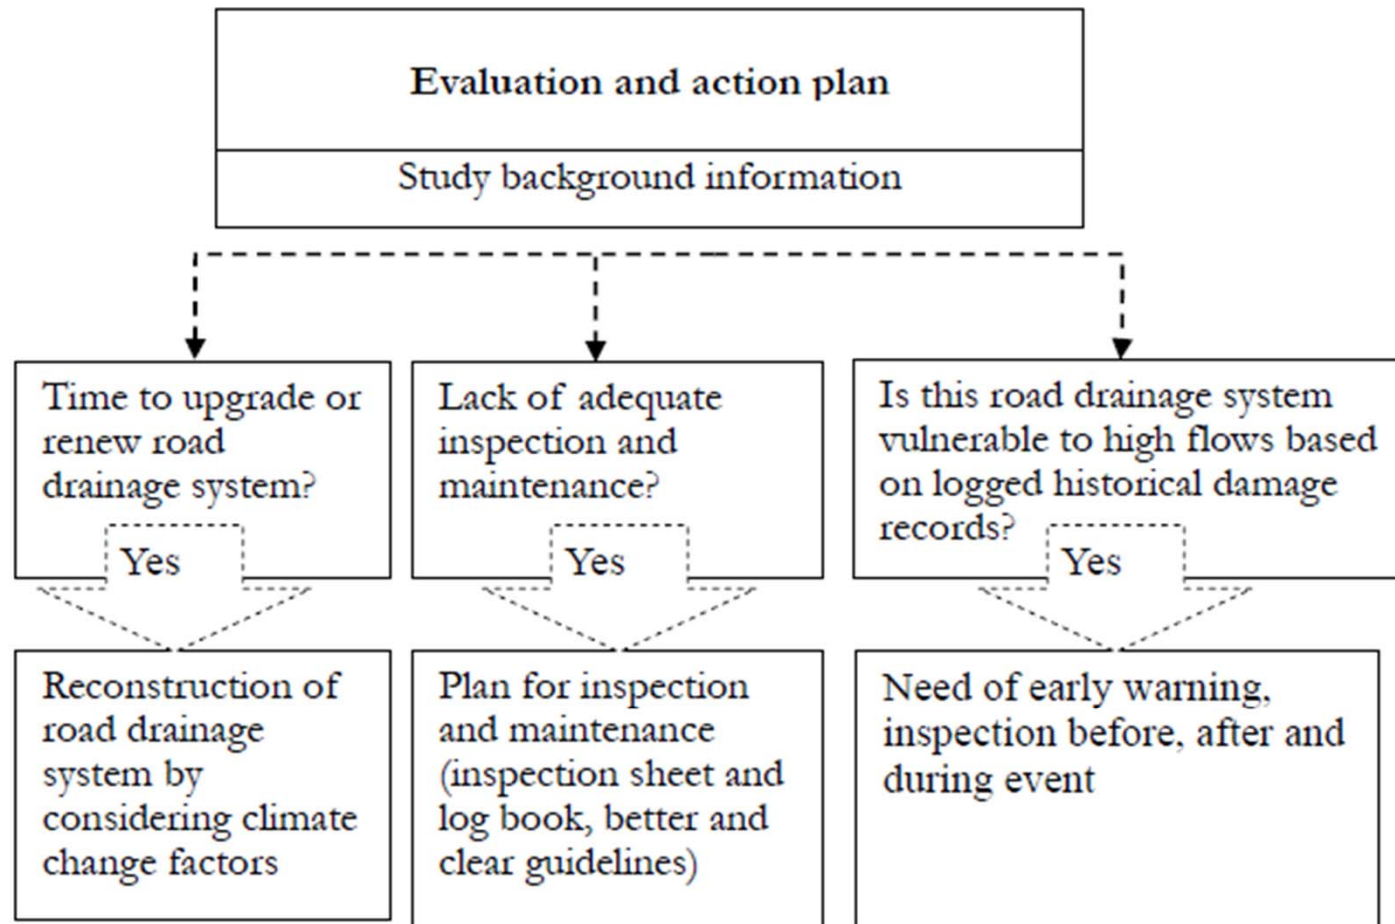 Evaluation and action plan
Study background information
Time to upgrade or
renew road
drainage system?
Yes
Lack of adequate
inspection and
maintenance?
Yes
Is this road drainage system
vulnerable to high flows based
on logged historical damage
records?
Yes
Reconstruction of
road drainage
system by
considering climate
change factors
Plan for inspection
and maintenance
(inspection sheet and
log book, better and
clear guidelines)
Need of early warning,
inspection before, after and
during event